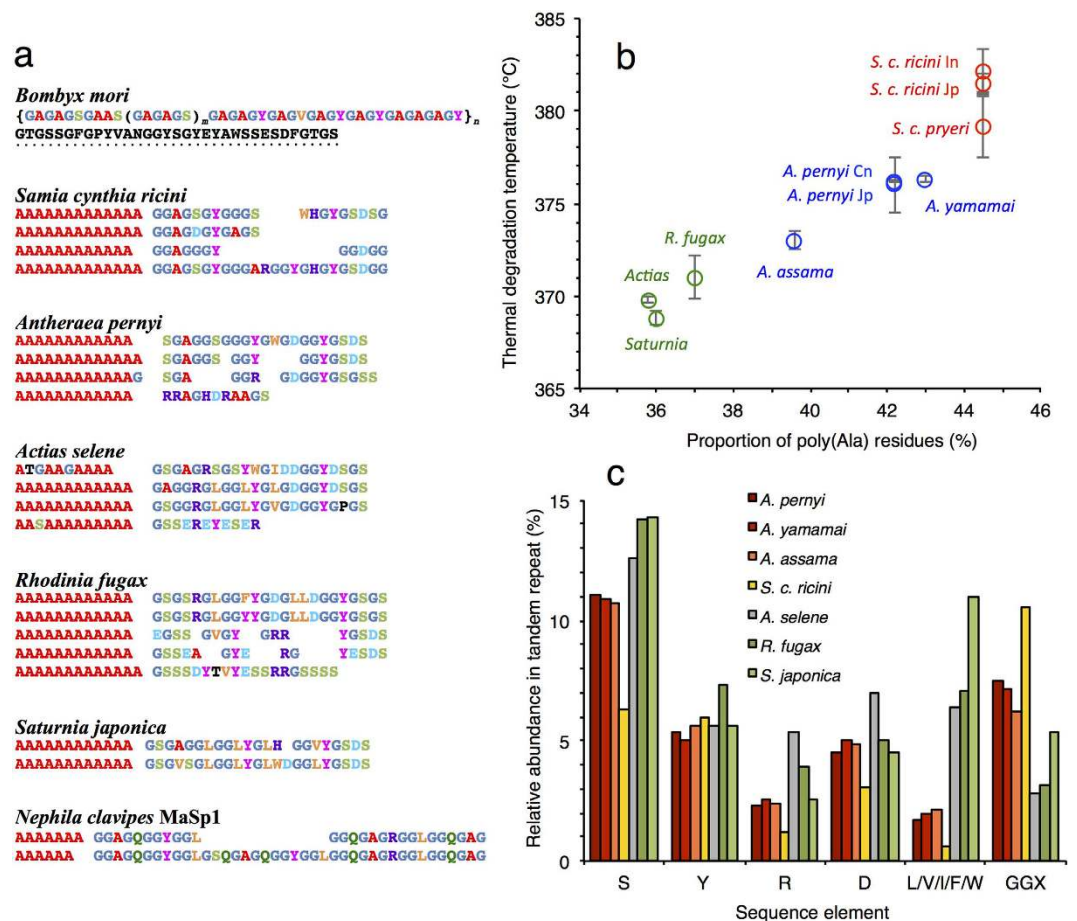 a
Bombyx mori
{GAGAGSGAAS(GAGAGS)mGAGAGYGAGVGAGYGAGYGAGAGAGY}n
GTGSSGFGPYVANGGYSGYEYAWSSESDFGTGS
Samia cynthia ricini
AAAAAAAAAAAAA GGAGSGYGGGS WHGYGSDSG
AAAAAAAAAAAAA GGAGDGYGAGS
AAAAAAAAAAAAA GGAGGGY GGDGG
AAAAAAAAAAAAA GGAGSGYGGGARGGYGHGYGSDGG
Antheraea pernyi
AAAAAAAAAAAA SGAGGSGGGYGWGDGGYGSDS
AAAAAAAAAAAAA SGAGGS GGY GGYGSDS
AAAAAAAAAAAAG SGA GGR GDGGYGSGSS
AAAAAAAAAAAA RRAGHDRAAGS
Actias selene
ATGAAGAAAA GSGAGRSGSYWGIDDGGYDSGS
AAAAAAAAAAAA GAGGRGLGGLYGLGDGGYDSGS
AAAAAAAAAAAA GSGGRGLGGLYGVGDGGYGPGS
AASAAAAAAAAA GSSEREYESER
Rhodinia fugax
AAAAAAAAAAAA GSGSRGLGGFYGDGLLDGGYGSGS
AAAAAAAAAAAA GSGSRGLGGYYGDGLLDGGYGSGS
AAAAAAAAAAAA EGSS GVGY GRR YGSDS
AAAAAAAAAAAA GSSEA GYE RG YESDS
AAAAAAAAAAAAA GSSSDYTVYESSRRGSSSS
Saturnia japonica
AAAAAAAAAAAA GSGAGGLGGLYGLH GGVYGSDS
AAAAAAAAAAAA GSGVSGLGGLYGLWDGGLYGSDS
Nephila clavipes MaSp1
AAAAAAA GGAGQGGYGGL GGQGAGRGGLGGQGAG
AAAAAA GGAGQGGYGGLGSQGAGQGGYGGLGGQGAGRGGLGGQGAG
b
Thermal degradation temperature (°C)
385
380
375
370
365
34 36 38 40 42 44 46
Proportion of poly(Ala) residues (%)
S. c. ricini In
S. c. ricini Jp
S. c. pryeri
A. pernyi Cn
A. pernyi Jp
A. yamamai
A. assama
R. fugax
Actias
Saturnia
c
Relative abundance in tandem repeat (%)
15
10
5
0
A. pernyi
A. yamamai
A. assama
S. c. ricini
A. selene
R. fugax
S. japonica
S Y R D L/V/I/F/W GGX
Sequence element